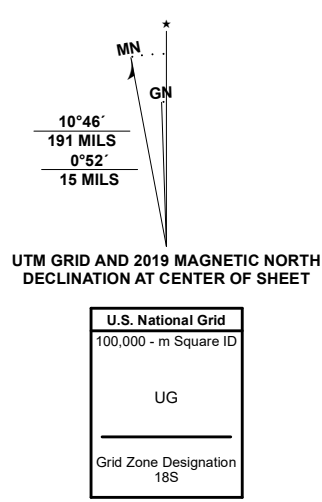 ★
MN
GN
10°46´
191 MILS
0°52´
15 MILS
UTM GRID AND 2019 MAGNETIC NORTH
DECLINATION AT CENTER OF SHEET
U.S. National Grid
100,000 - m Square ID
UG
Grid Zone Designation
18S